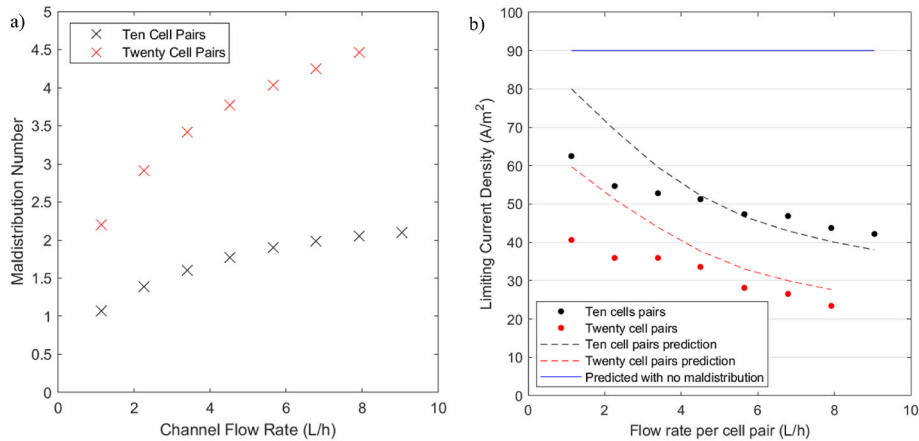 a)
5
4.5
4
3.5
3
2.5
2
1.5
1
0.5
0
Maldistribution Number
Ten Cell Pairs
Twenty Cell Pairs
0 2 4 6 8 10
Channel Flow Rate (L/h)
b)
100
90
80
70
60
50
40
30
20
10
0
Limiting Current Density (A/m²)
Ten cells pairs
Twenty cell pairs
Ten cell pairs prediction
Twenty cell pairs prediction
Predicted with no maldistribution
0 2 4 6 8 10
Flow rate per cell pair (L/h)